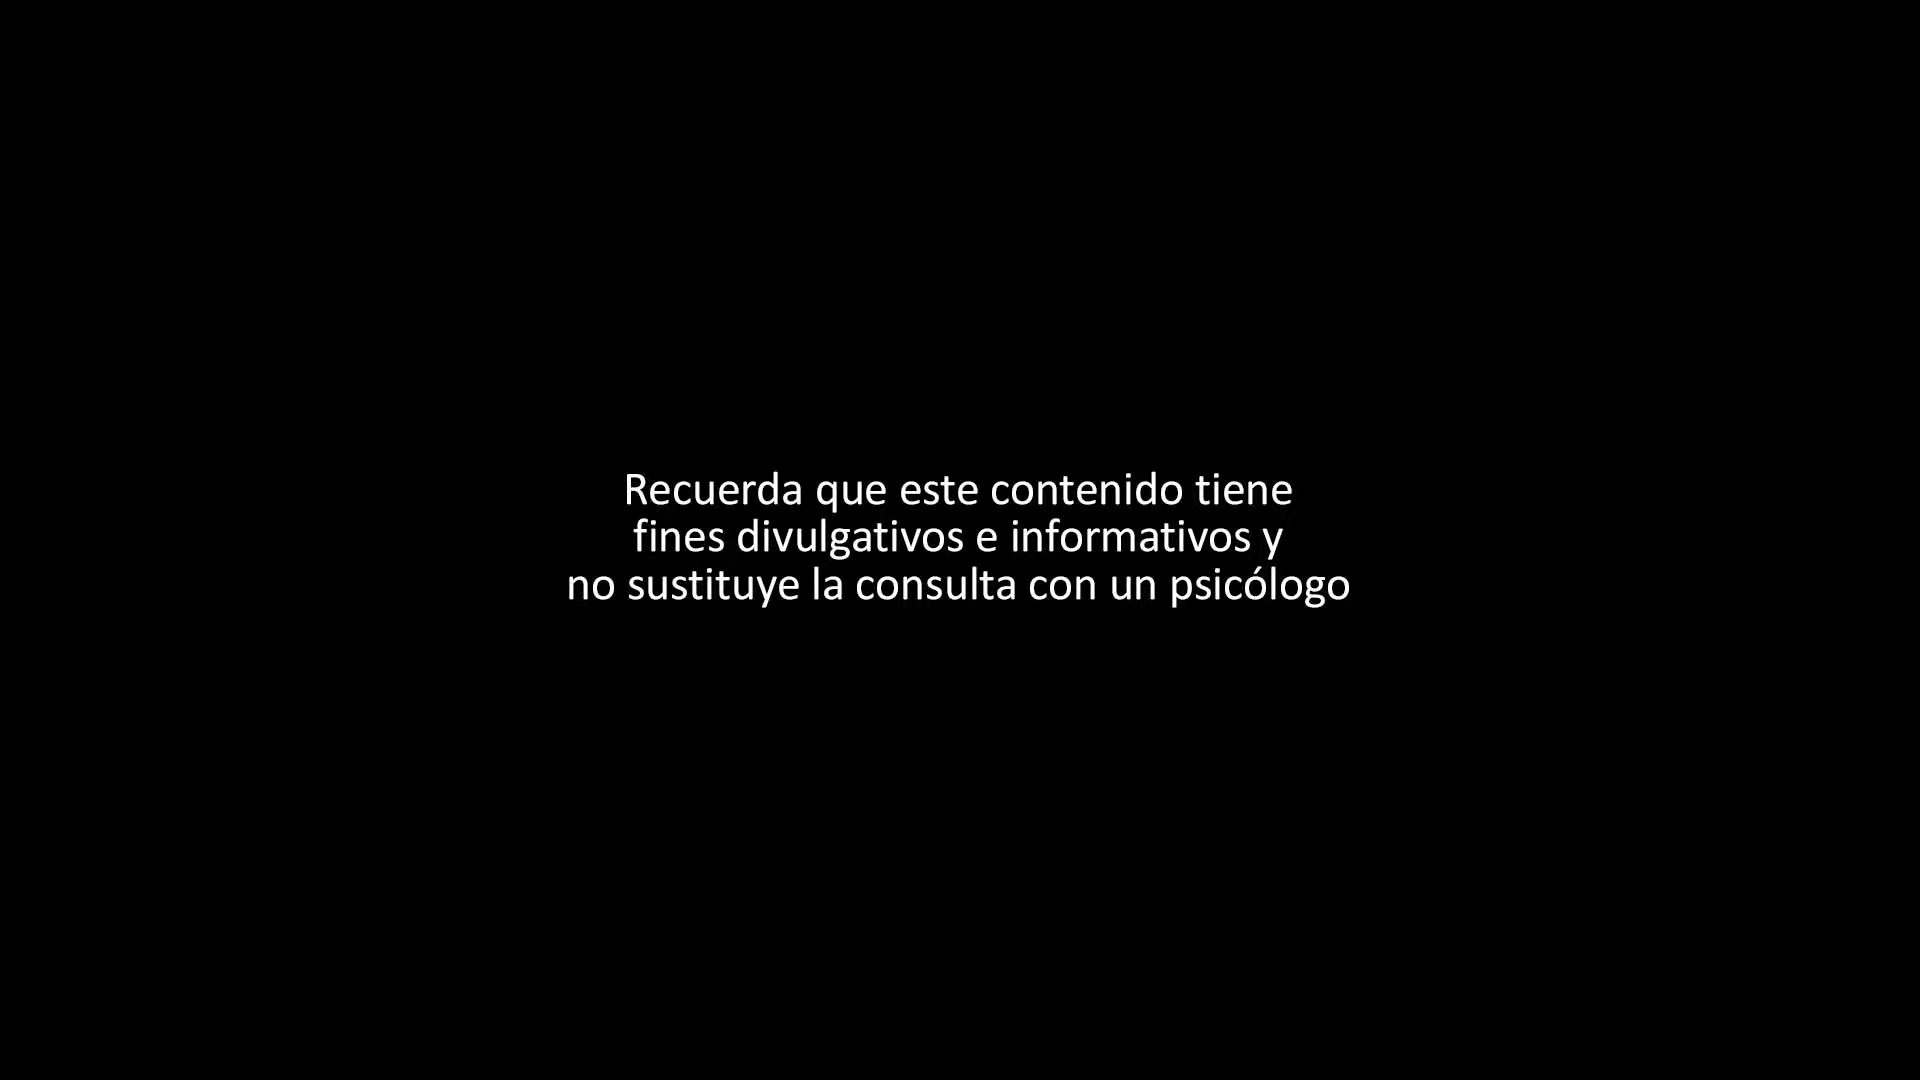 Recuerda que este contenido tiene
fines divulgativos e informativos y
no sustituye la consulta con un psicólogo